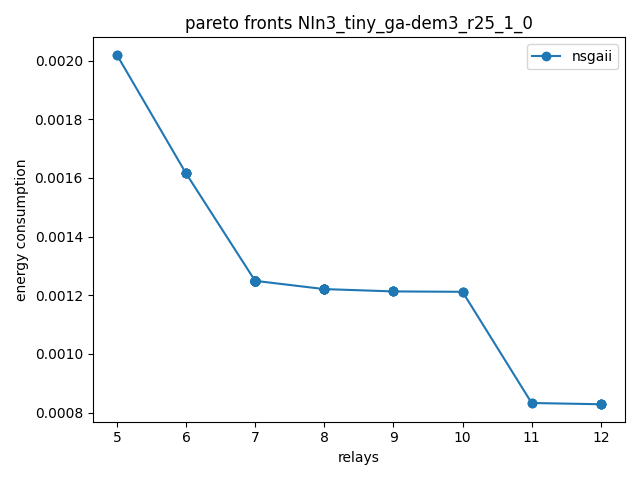 pareto fronts NIn3_tiny_ga-dem3_r25_1_0
nsgaii
energy consumption
0.0020
0.0018
0.0016
0.0014
0.0012
0.0010
0.0008
5 6 7 8 9 10 11 12
relays